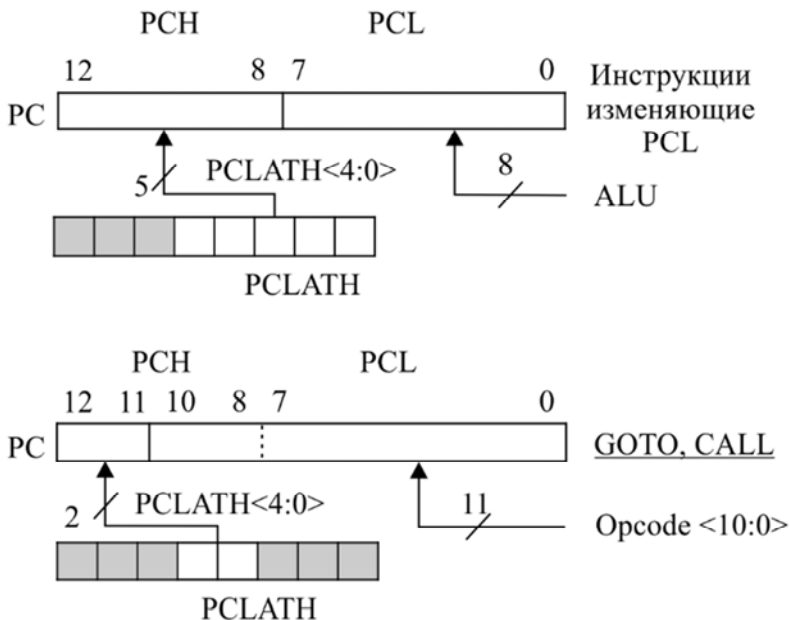 PCH PCL
12 8 7 0
PC
Инструкции
изменяющие
PCL
5 PCLATH<4:0>
8
ALU
PCLATH
PCH PCL
12 11 10 8 7 0
PC
GOTO, CALL
2 PCLATH<4:0>
11
Opcode <10:0>
PCLATH